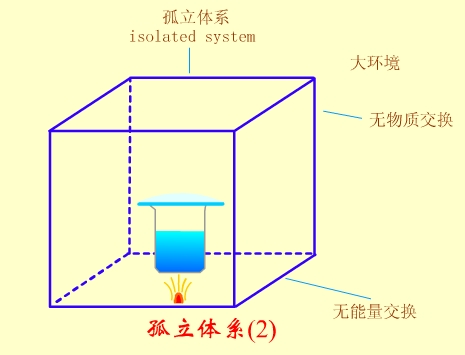 孤立体系
isolated system
大环境
无物质交换
无能量交换
孤立体系(2)